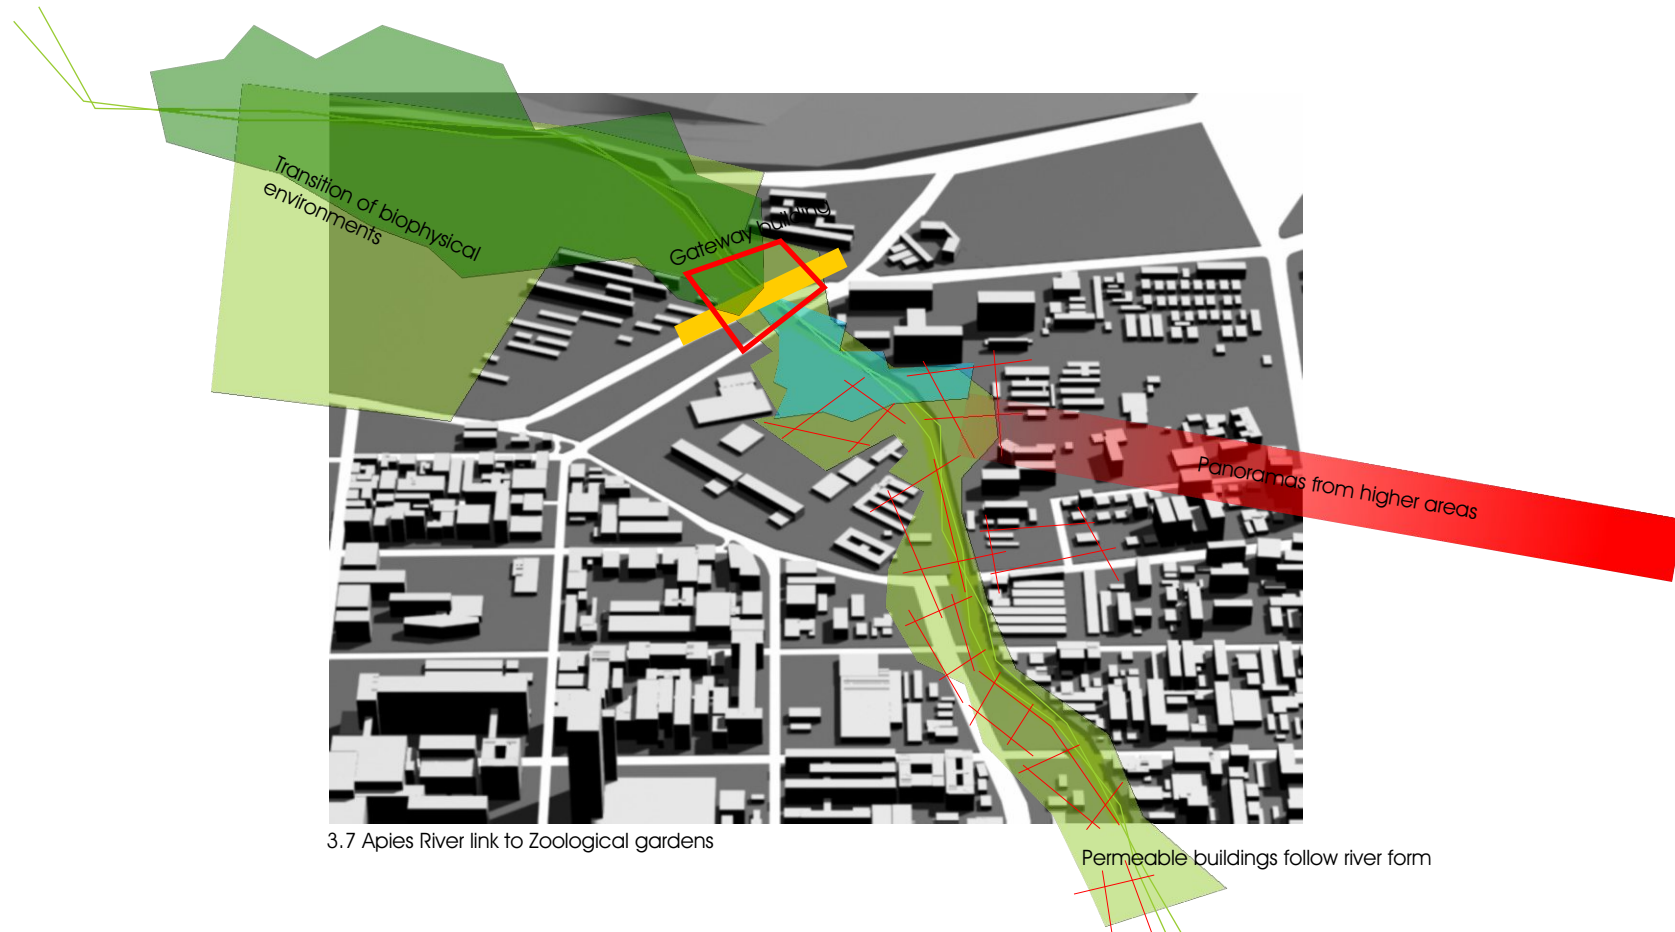 Transition of biophysical
environments
Gateway building
Panoramas from higher areas
3.7 Apies River link to Zoological gardens
Permeable buildings follow river form